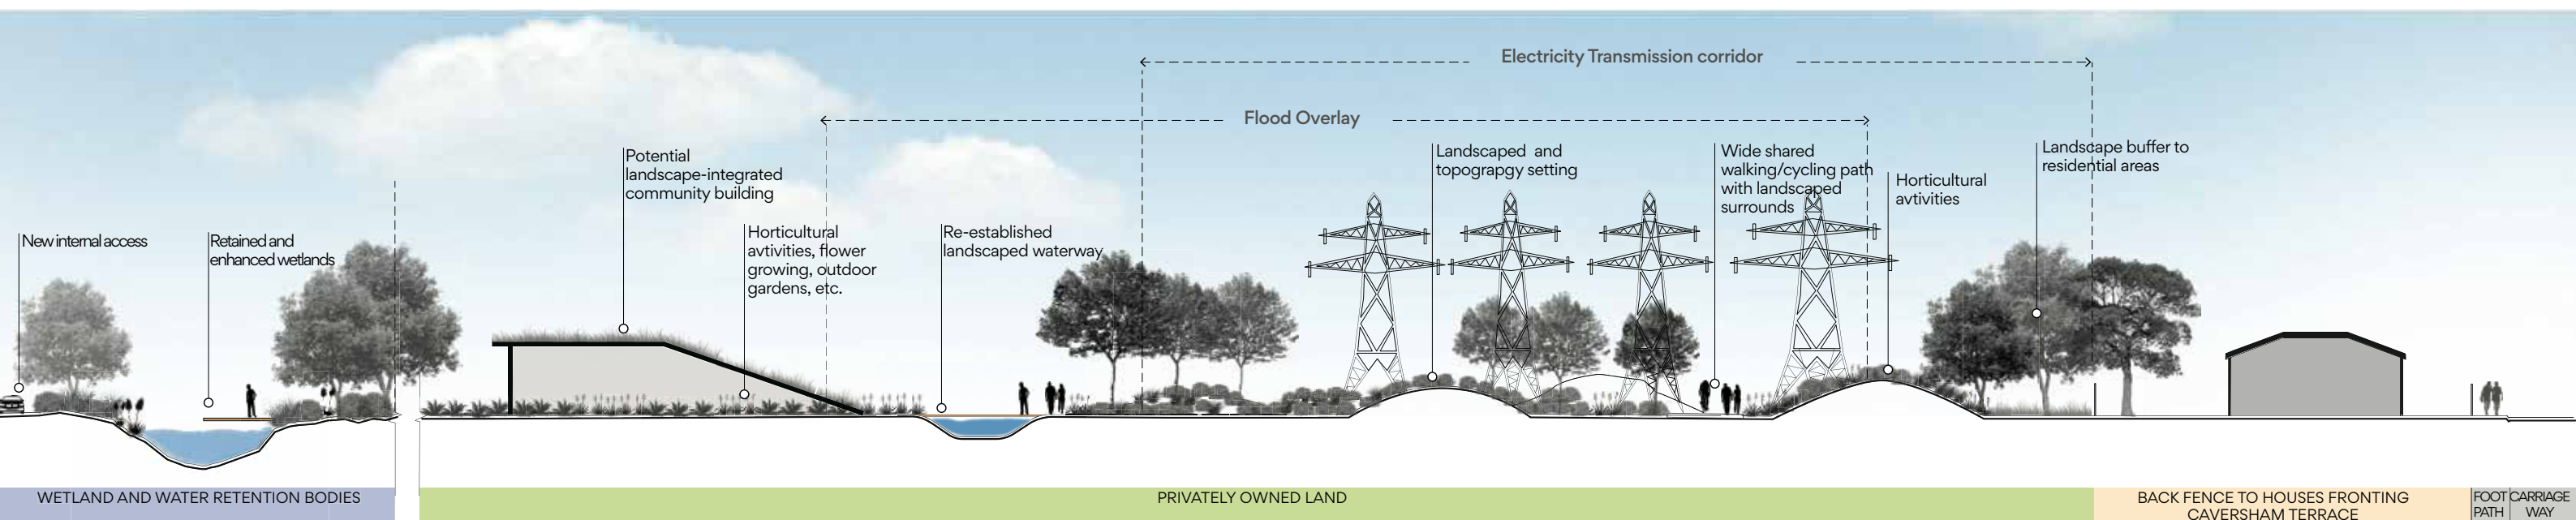 Electricity Transmission corridor
Flood Overlay
New internal access
Retained and
enhanced wetlands
Potential
landscape-integrated
community building
Horticultural
avtivities, flower
growing, outdoor
gardens, etc.
Re-established
landscaped waterway
Landscaped and
topograpgy setting
Wide shared
walking/cycling path
with landscaped
surrounds
Horticultural
avtivities
Landscape buffer to
residential areas
WETLAND AND WATER RETENTION BODIES
PRIVATELY OWNED LAND
BACK FENCE TO HOUSES FRONTING
CAVERSHAM TERRACE
FOOT
PATH
CARRIAGE
WAY